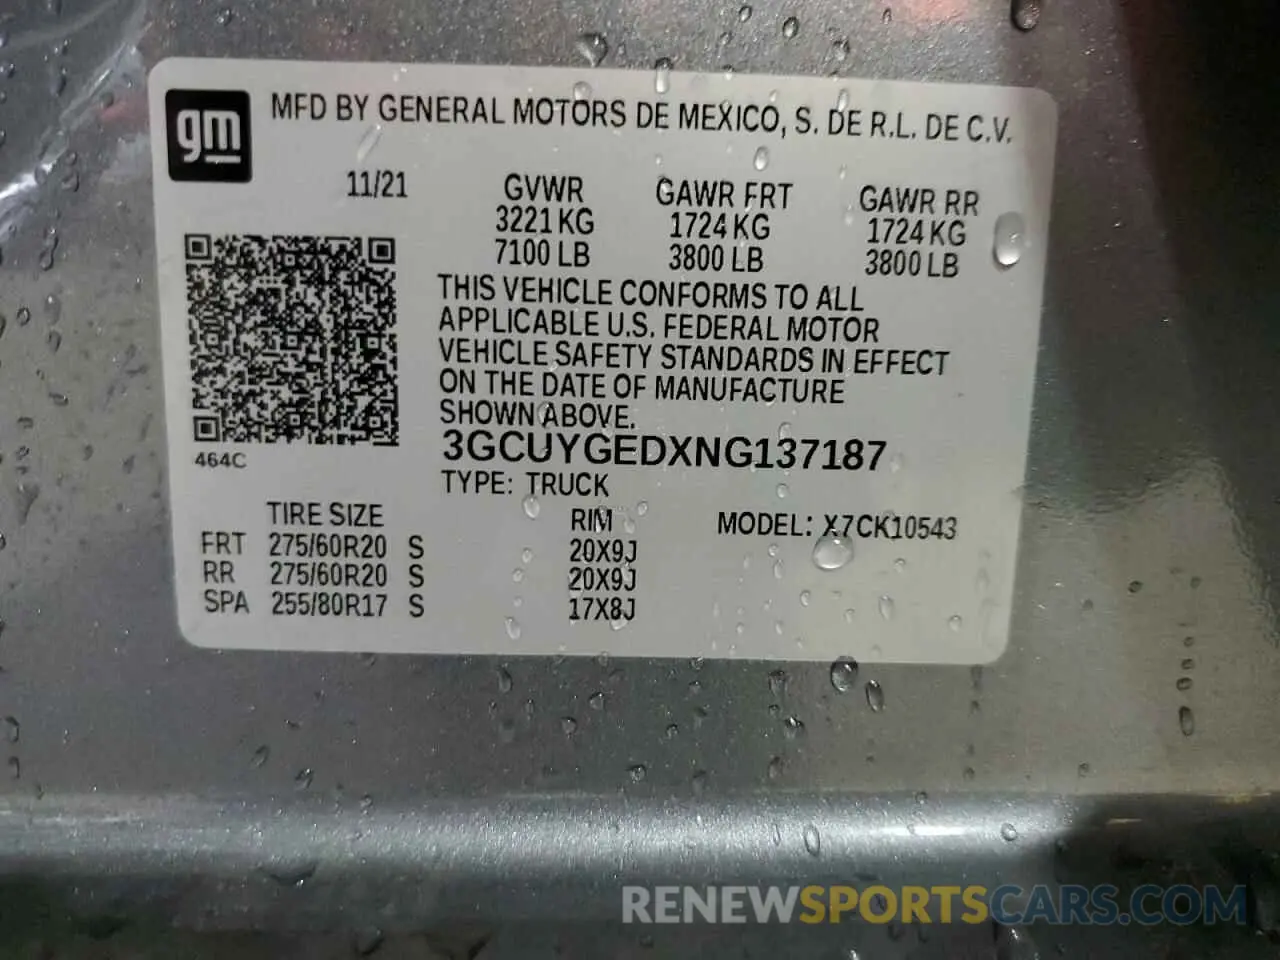 gm
MFD BY GENERAL MOTORS DE MEXICO, S. DE R.L. DE C.V.
11/21 GVWR GAWR FRT GAWR RR
3221 KG 1724 KG 1724 KG
7100 LB 3800 LB 3800 LB
THIS VEHICLE CONFORMS TO ALL
APPLICABLE U.S. FEDERAL MOTOR
VEHICLE SAFETY STANDARDS IN EFFECT
ON THE DATE OF MANUFACTURE
SHOWN ABOVE.
3GCUYGEDXNG137187
464C
TYPE: TRUCK
TIRE SIZE RIM MODEL: X7CK10543
FRT 275/60R20 S 20X9J
RR 275/60R20 S 20X9J
SPA 255/80R17 S 17X8J
RENEWSPORTSCARS.COM